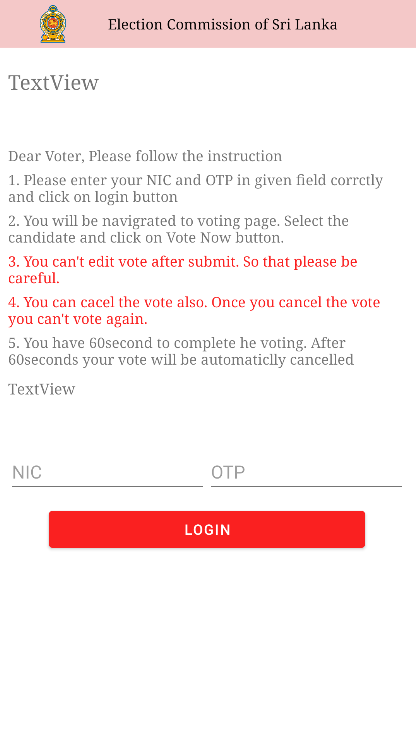 Election Commission of Sri Lanka
TextView
Dear Voter, Please follow the instruction
1. Please enter your NIC and OTP in given field corrctly
and click on login button
2. You will be navigrated to voting page. Select the
candidate and click on Vote Now button.
3. You can't edit vote after submit. So that please be
careful.
4. You can cacel the vote also. Once you cancel the vote
you can't vote again.
5. You have 60second to complete he voting. After
60seconds your vote will be automaticlly cancelled
TextView
NIC OTP
LOGIN